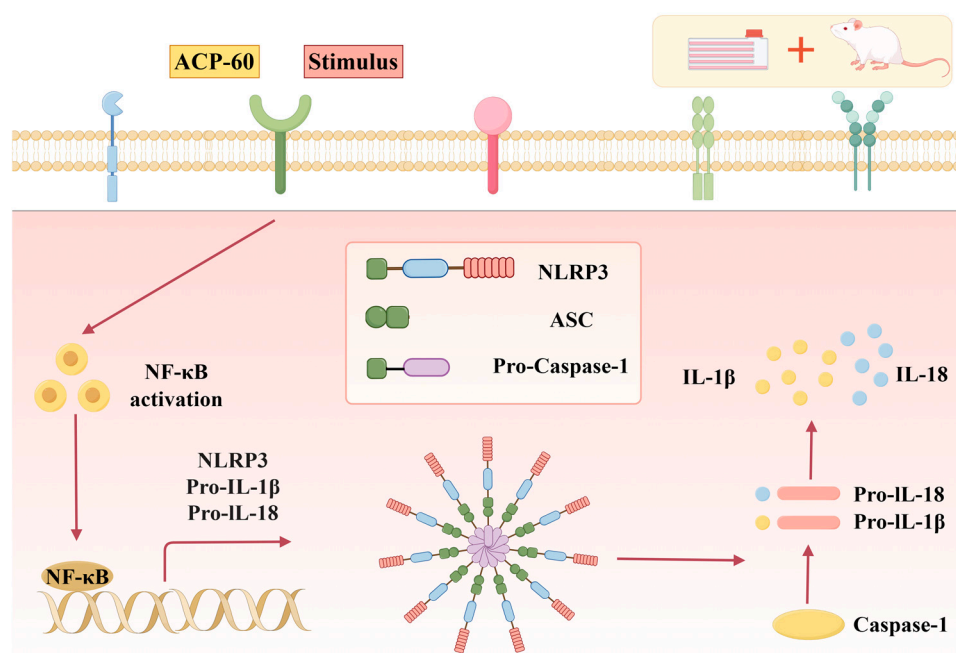 ACP-60
Stimulus
NLRP3
ASC
Pro-Caspase-1
NF-κB
activation
IL-1β
IL-18
NLRP3
Pro-IL-1β
Pro-lL-18
Pro-lL-18
Pro-lL-1β
NF-κB
Caspase-1